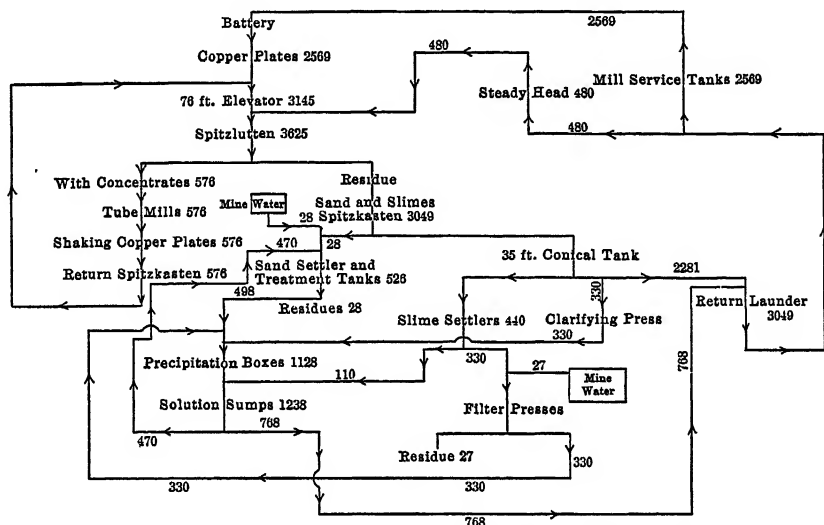 Battery
2569
Copper Plates 2569
480
Mill Service Tanks 2569
76 ft. Elevator 3145
Steady Head 480
Spitzlutten 3625
480
With Concentrates 576
Residue
Tube Mills 576
Mine Water
Sand and Slimes
Spitzkasten 3049
28
28
Shaking Copper Plates 576
470
35 ft. Conical Tank
2281
Return Spitzkasten 576
Sand Settler and
Treatment Tanks 526
498
330
Return Launder
3049
Residues 28
Slime Settlers 440
Clarifying Press
330
Precipitation Boxes 1128
330
110
27
Mine
Water
768
Solution Sumps 1238
Filter Presses
470
768
Residue 27
330
330
330
768